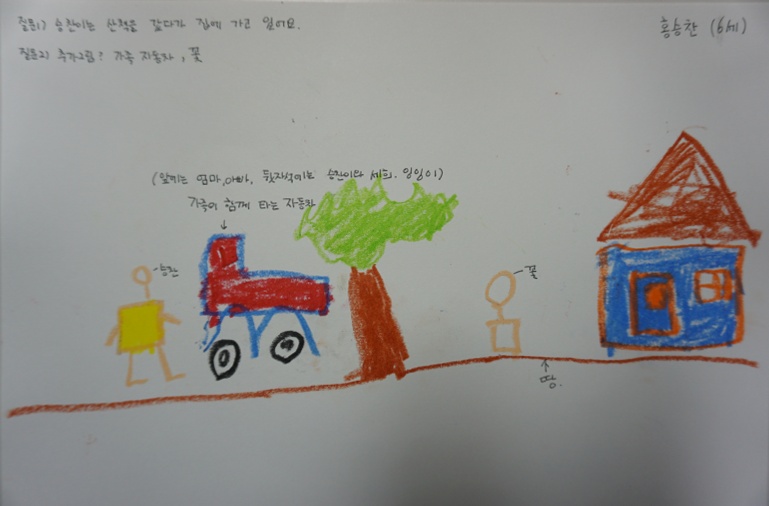 질문1) 승찬이는 산책을 갔다가 집에 가고 있어요.
홍승찬 (6세)
질문2) 추가그림? 가족 자동차, 꽃
(앞에는 엄마,아빠, 뒷자석에는 승찬이와 세희.
가족이 함께 타는 자동차
승찬
꽃
땅.